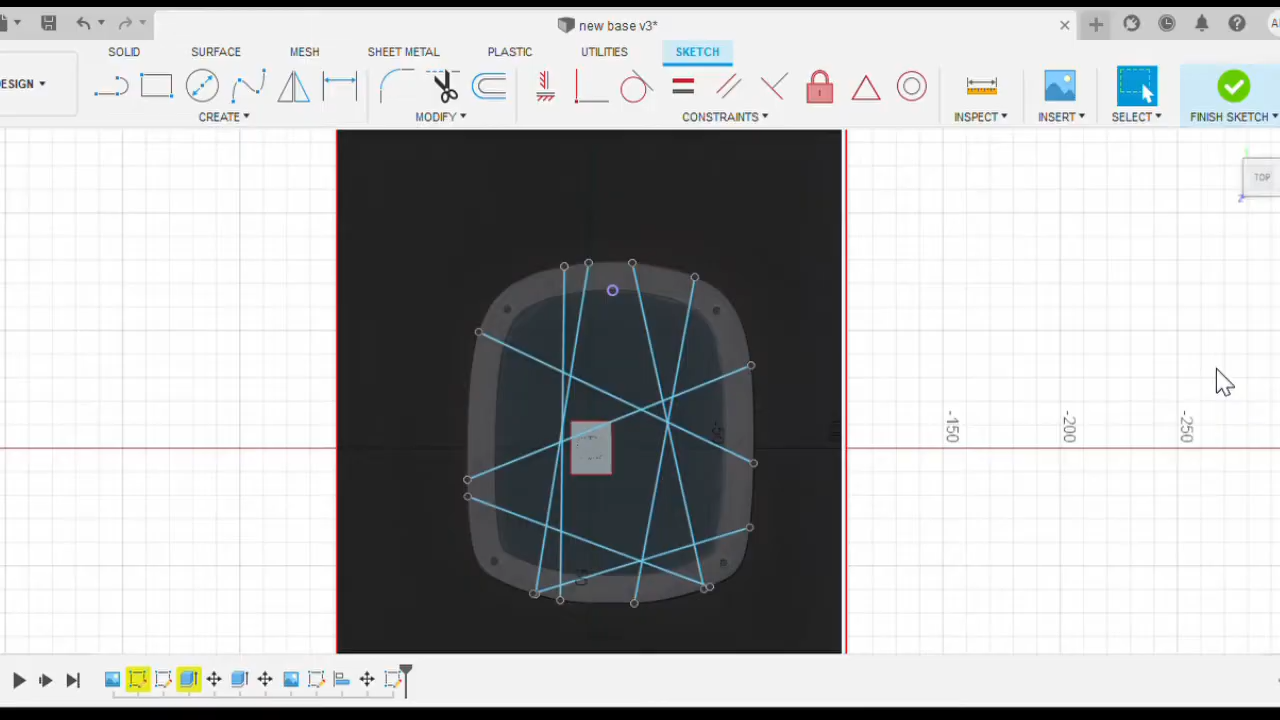 new base v3*
SOLID SURFACE MESH SHEET METAL PLASTIC UTILITIES SKETCH
ESIGN
CREATE MODIFY CONSTRAINTS INSPECT INSERT SELECT FINISH SKETCH
TOP
-150
-200
-250